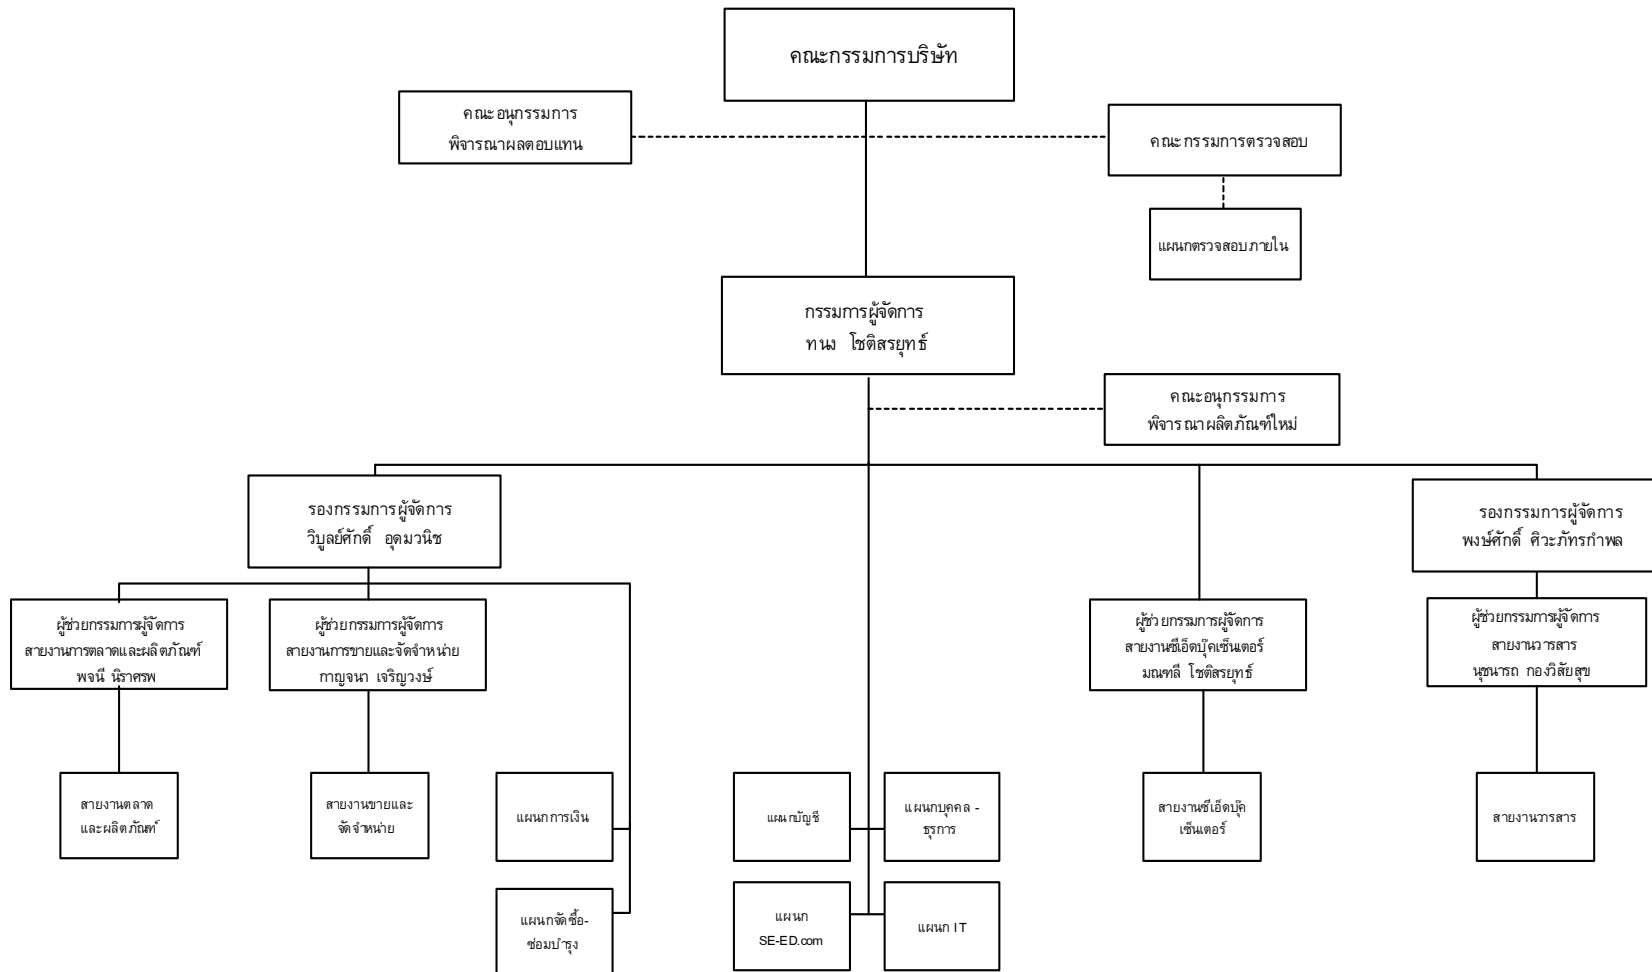 คณะกรรมการบริษัท
คณะอนุกรรมการ
พิจารณาผลตอบแทน
คณะกรรมการตรวจสอบ
แผนกตรวจสอบภายใน
กรรมการผู้จัดการ
ทนง โชติสรยุทธ์
คณะอนุกรรมการ
พิจารณาผลิตภัณฑ์ใหม่
รองกรรมการผู้จัดการ
วิบูลย์ศักดิ์ อุดมวนิช
รองกรรมการผู้จัดการ
พงษ์ศักดิ์ ศิวะภัทรกำพล
ผู้ช่วยกรรมการผู้จัดการ
สายงานการตลาดและผลิตภัณฑ์
พจนี นิราศรพ
ผู้ช่วยกรรมการผู้จัดการ
สายงานการขายและจัดจำหน่าย
กาญจนา เจริญวงษ์
ผู้ช่วยกรรมการผู้จัดการ
สายงานซีเอ็ดบุ๊คเซ็นเตอร์
มณฑลี โชติสรยุทธ์
ผู้ช่วยกรรมการผู้จัดการ
สายงานวารสาร
นุชนารถ กองวิสัยสุข
สายงานตลาด
และผลิตภัณฑ์
สายงานขายและ
จัดจำหน่าย
แผนกการเงิน
แผนกบัญชี
แผนกบุคคล -
ธุรการ
สายงานซีเอ็ดบุ๊ค
เซ็นเตอร์
สายงานวารสาร
แผนกจัดซื้อ-
ซ่อมบำรุง
แผนก
SE-ED.com
แผนก IT